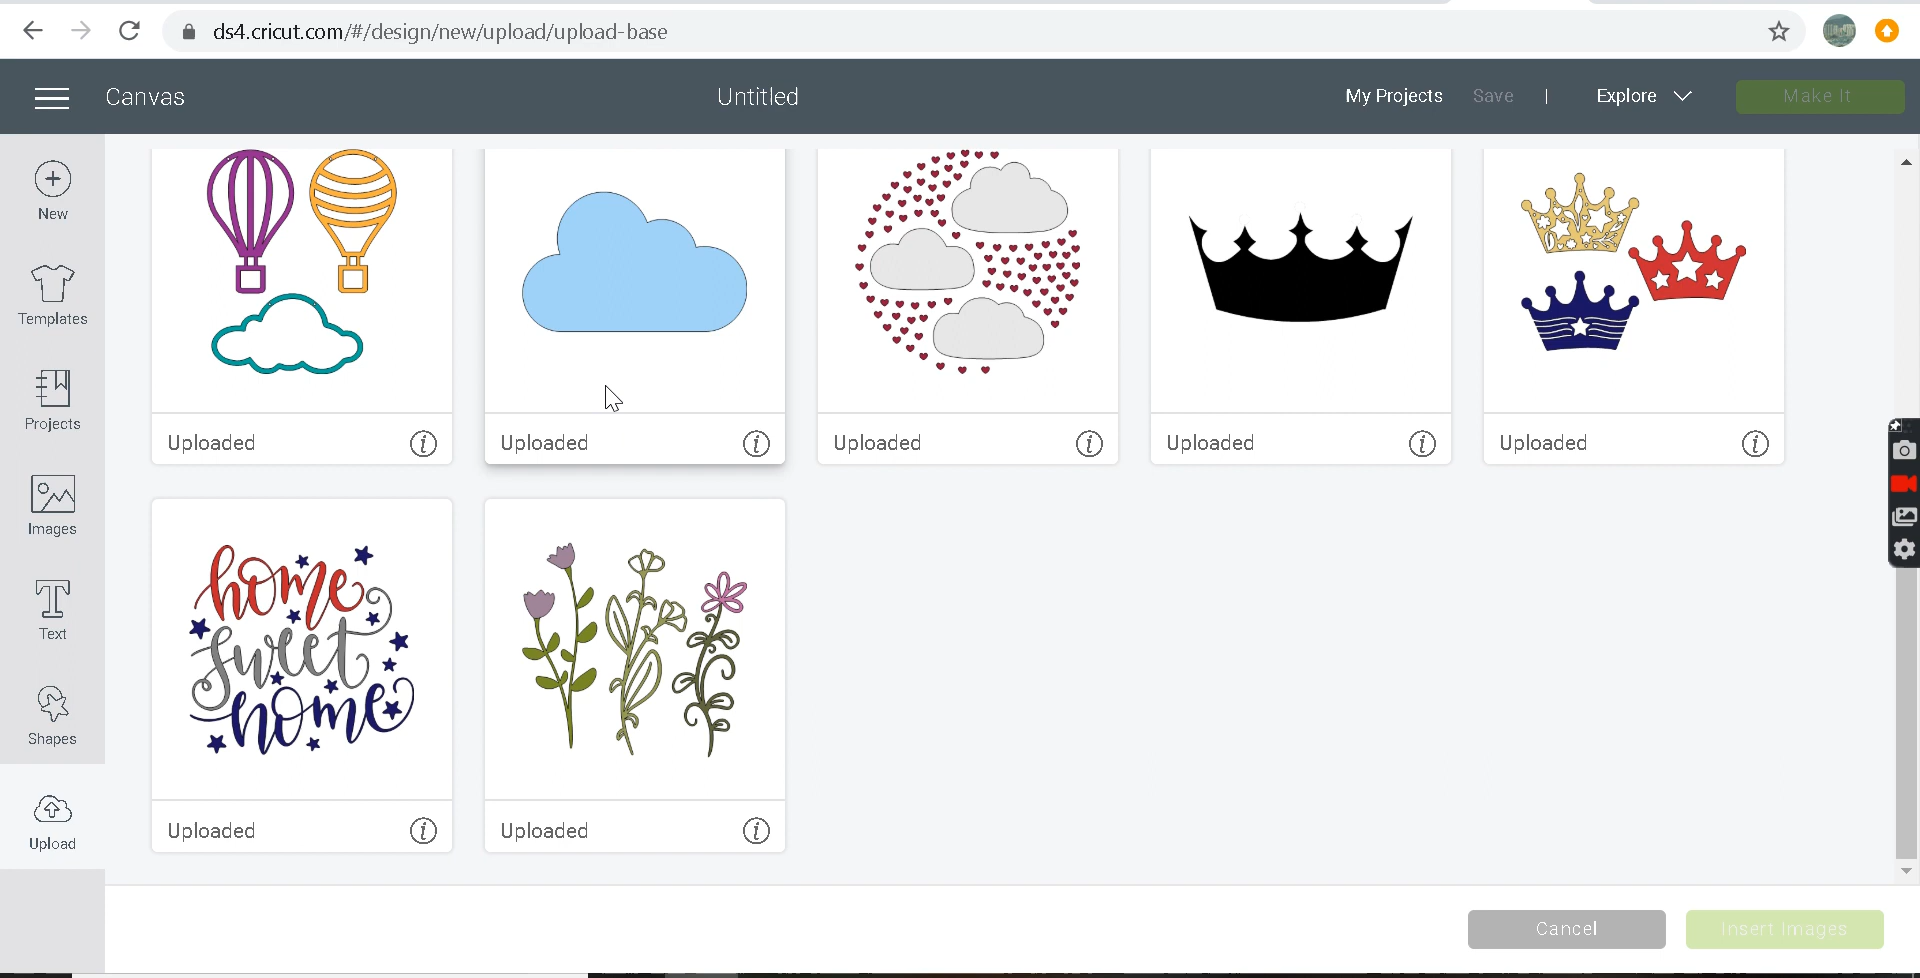 ds4.cricut.com/#/design/new/upload/upload-base
Canvas
Untitled
My Projects
Save
|
Explore
Make It
New
Templates
Projects
Images
Text
Shapes
Upload
Uploaded
Uploaded
Uploaded
Uploaded
Uploaded
home
sweet
home
Uploaded
Uploaded
Cancel
Insert Images